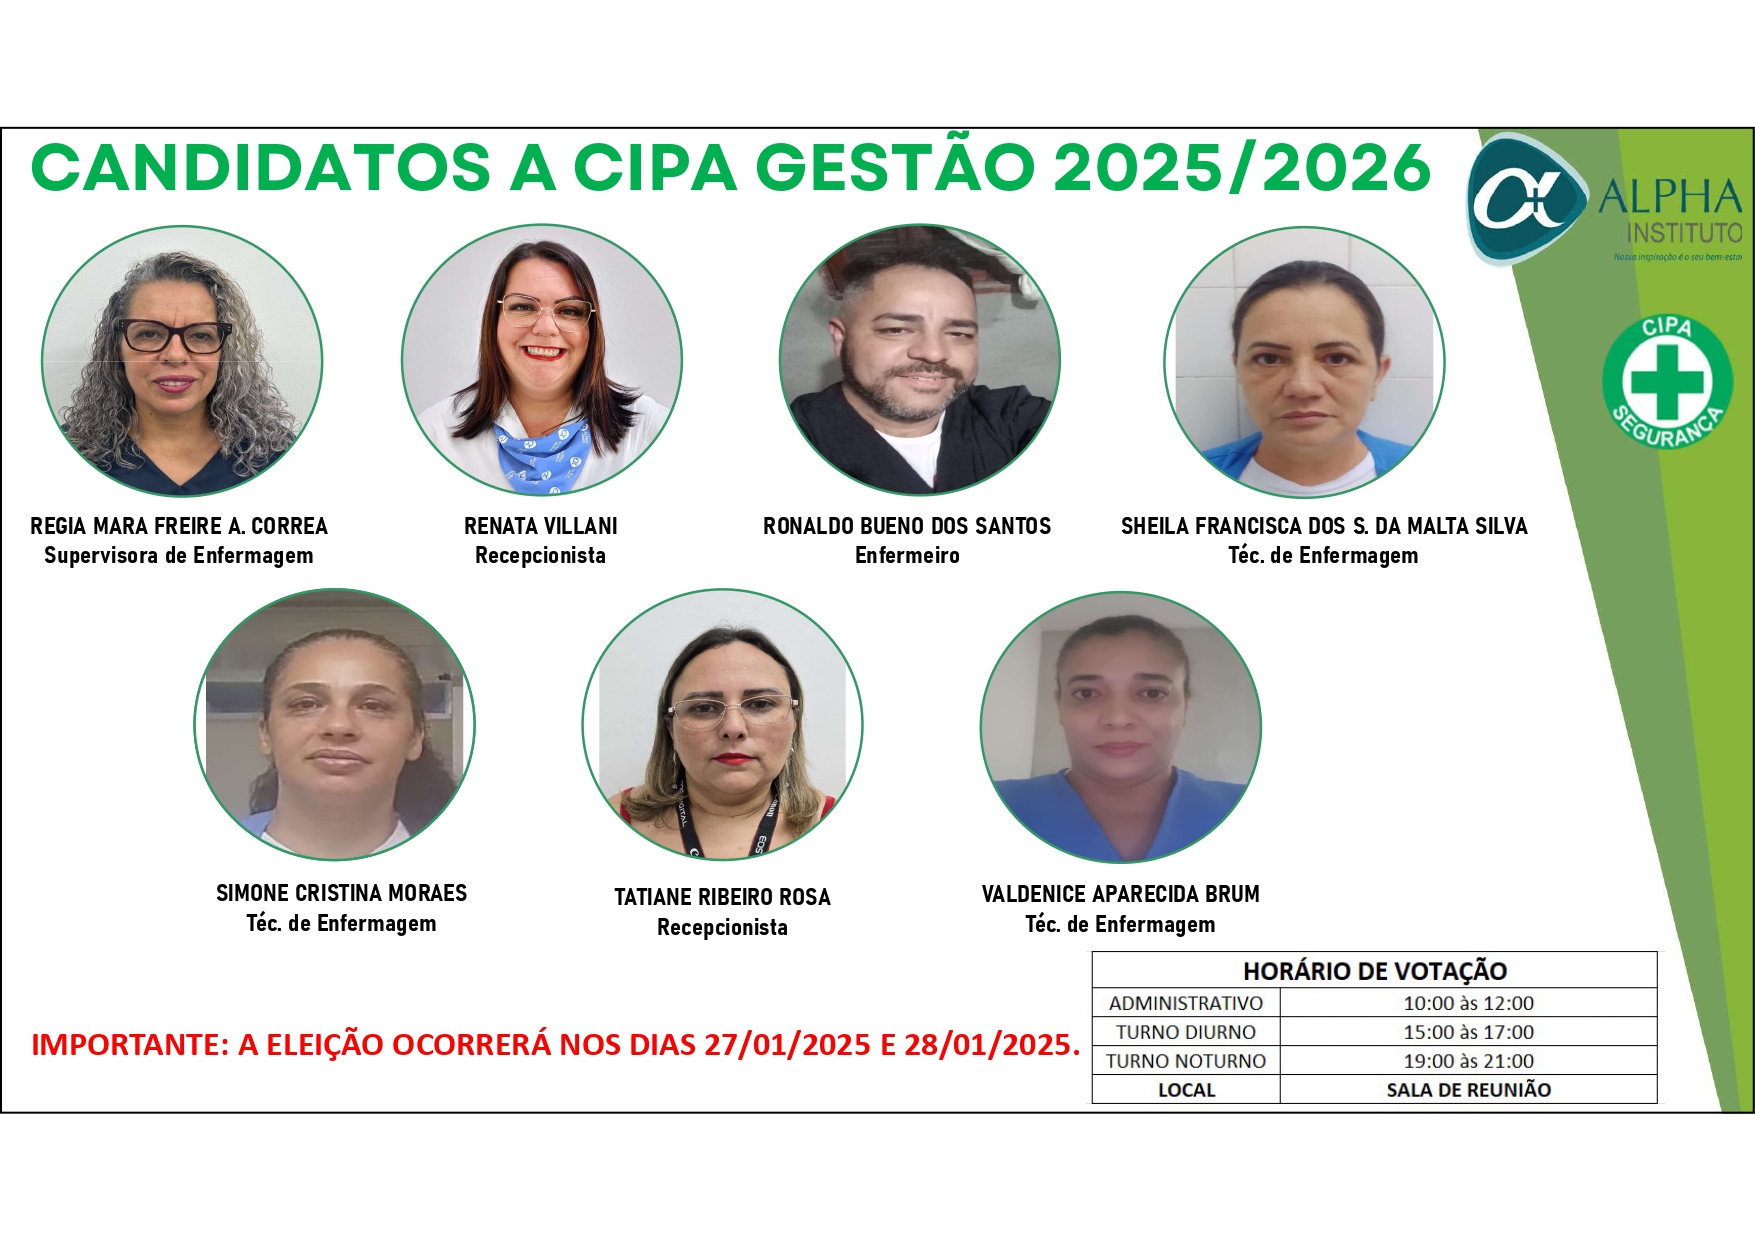 CANDIDATOS A CIPA GESTÃO 2025/2026
ALPHA
INSTITUTO
Nossa inspiração é o seu bem-estar
CIPA
SEGURANÇA
REGIA MARA FREIRE A. CORREA
Supervisora de Enfermagem
RENATA VILLANI
Recepcionista
RONALDO BUENO DOS SANTOS
Enfermeiro
SHEILA FRANCISCA DOS S. DA MALTA SILVA
Téc. de Enfermagem
SIMONE CRISTINA MORAES
Téc. de Enfermagem
TATIANE RIBEIRO ROSA
Recepcionista
VALDENICE APARECIDA BRUM
Téc. de Enfermagem
IMPORTANTE: A ELEIÇÃO OCORRERÁ NOS DIAS 27/01/2025 E 28/01/2025.
HORÁRIO DE VOTAÇÃO
ADMINISTRATIVO 10:00 às 12:00
TURNO DIURNO 15:00 às 17:00
TURNO NOTURNO 19:00 às 21:00
LOCAL SALA DE REUNIÃO